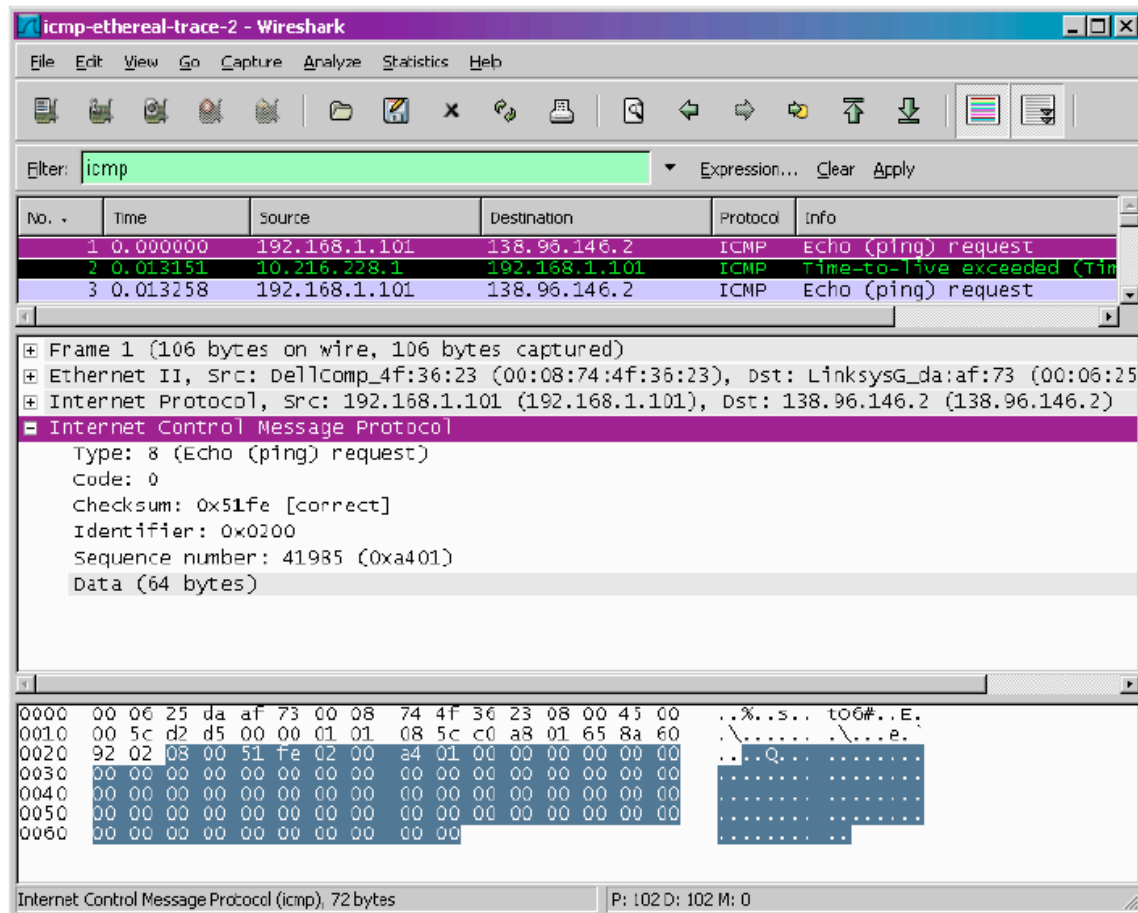 icmp-ethereal-trace-2 - Wireshark
File Edit View Go Capture Analyze Statistics Help
Filter: icmp Expression... Clear Apply
No. Time Source Destination Protocol Info
1 0.000000 192.168.1.101 138.96.146.2 ICMP Echo (ping) request
2 0.013151 10.216.228.1 192.168.1.101 ICMP Time-to-live exceeded (Tim
3 0.013258 192.168.1.101 138.96.146.2 ICMP Echo (ping) request
Frame 1 (106 bytes on wire, 106 bytes captured)
Ethernet II, Src: DellComp_4f:36:23 (00:08:74:4f:36:23), Dst: LinksysG_da:af:73 (00:06:25
Internet Protocol, Src: 192.168.1.101 (192.168.1.101), Dst: 138.96.146.2 (138.96.146.2)
Internet Control Message Protocol
Type: 8 (Echo (ping) request)
Code: 0
Checksum: 0x51fe [correct]
Identifier: 0x0200
Sequence number: 41985 (0xa401)
Data (64 bytes)
0000 00 06 25 da af 73 00 08 74 4f 36 23 08 00 45 00 ..%..s.. tO6#..E.
0010 00 5c d2 d5 00 00 01 01 08 5c c0 a8 01 65 8a 60 .\...... .\...e.`
0020 92 02 08 00 51 fe 02 00 a4 01 00 00 00 00 00 00 ....Q... ........
0030 00 00 00 00 00 00 00 00 00 00 00 00 00 00 00 00 ........ ........
0040 00 00 00 00 00 00 00 00 00 00 00 00 00 00 00 00 ........ ........
0050 00 00 00 00 00 00 00 00 00 00 00 00 00 00 00 00 ........ ........
0060 00 00 00 00 00 00 00 00 00 00 ........ ..
Internet Control Message Protocol (icmp), 72 bytes P: 102 D: 102 M: 0